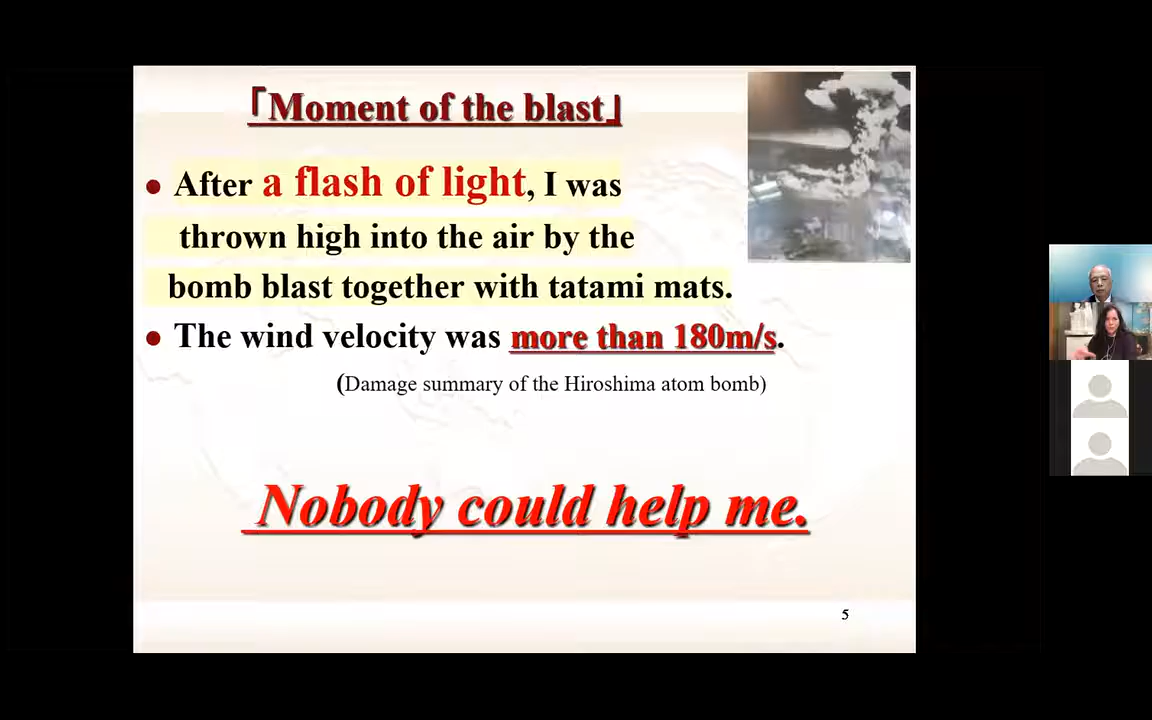 「Moment of the blast」
● After a flash of light, I was
thrown high into the air by the
bomb blast together with tatami mats.
● The wind velocity was more than 180m/s.
(Damage summary of the Hiroshima atom bomb)
Nobody could help me.
5